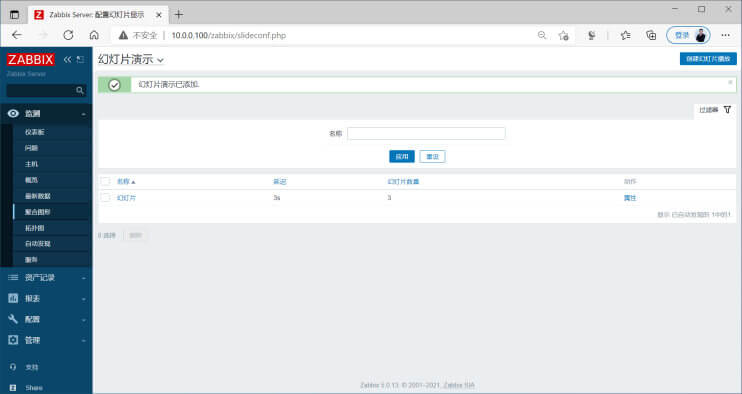 Zabbix Server: 配置幻灯片演示
不安全
10.0.0.100/zabbix/slideconf.php
登录
ZABBIX
Zabbix Server
幻灯片演示
创建幻灯片播放
幻灯片演示已添加.
过滤器
名称
应用
重设
名称 延迟 幻灯片数量 动作
幻灯片 3s 3 属性
显示 已自动发现的 1中的1
0 选择 删除
监测
仪表板
问题
主机
概览
最新数据
聚合图形
拓扑图
自动发现
服务
资产记录
报表
配置
管理
支持
Share
Zabbix 5.0.13. © 2001–2021, Zabbix SIA